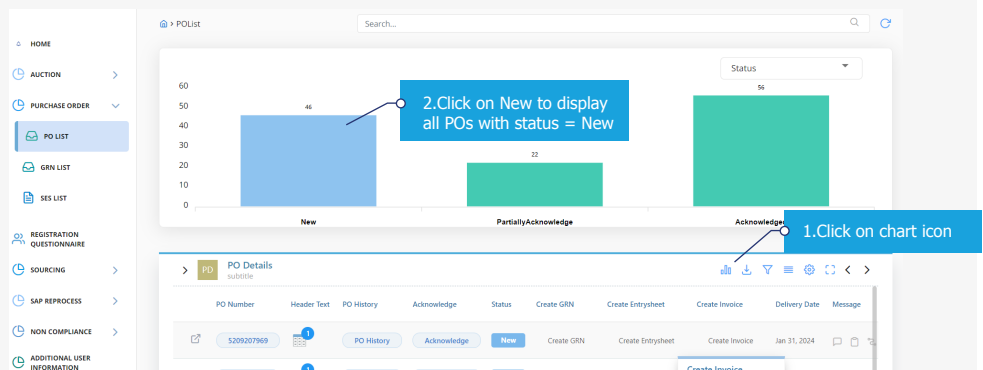 POList
Search...
HOME
AUCTION
PURCHASE ORDER
PO LIST
GRN LIST
SES LIST
REGISTRATION
QUESTIONNAIRE
SOURCING
SAP REPROCESS
NON COMPLIANCE
ADDITIONAL USER
INFORMATION
Status
60
50
40
30
20
10
0
46
22
56
2.Click on New to display
all POs with status = New
New
PartiallyAcknowledge
Acknowledge
1.Click on chart icon
PD
PO Details
subtitle
PO Number Header Text PO History Acknowledge Status Create GRN Create Entrysheet Create Invoice Delivery Date Message
5209207969 1 PO History Acknowledge New Create GRN Create Entrysheet Create Invoice Jan 31, 2024
1
Create Invoice